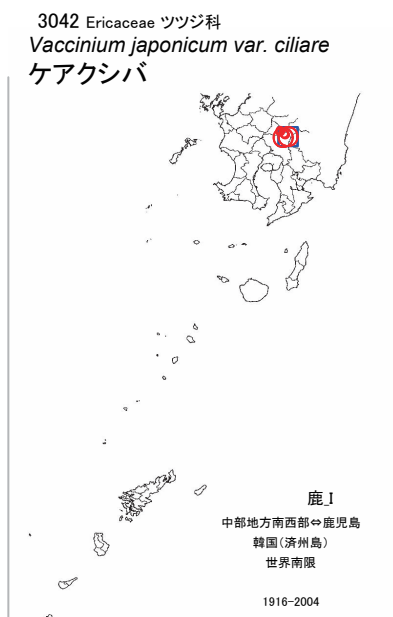 3042 Ericaceae ツツジ科
Vaccinium japonicum var. ciliare
ケアクシバ
鹿_I
中部地方南西部⇔鹿児島
韓国(済州島)
世界南限
1916-2004